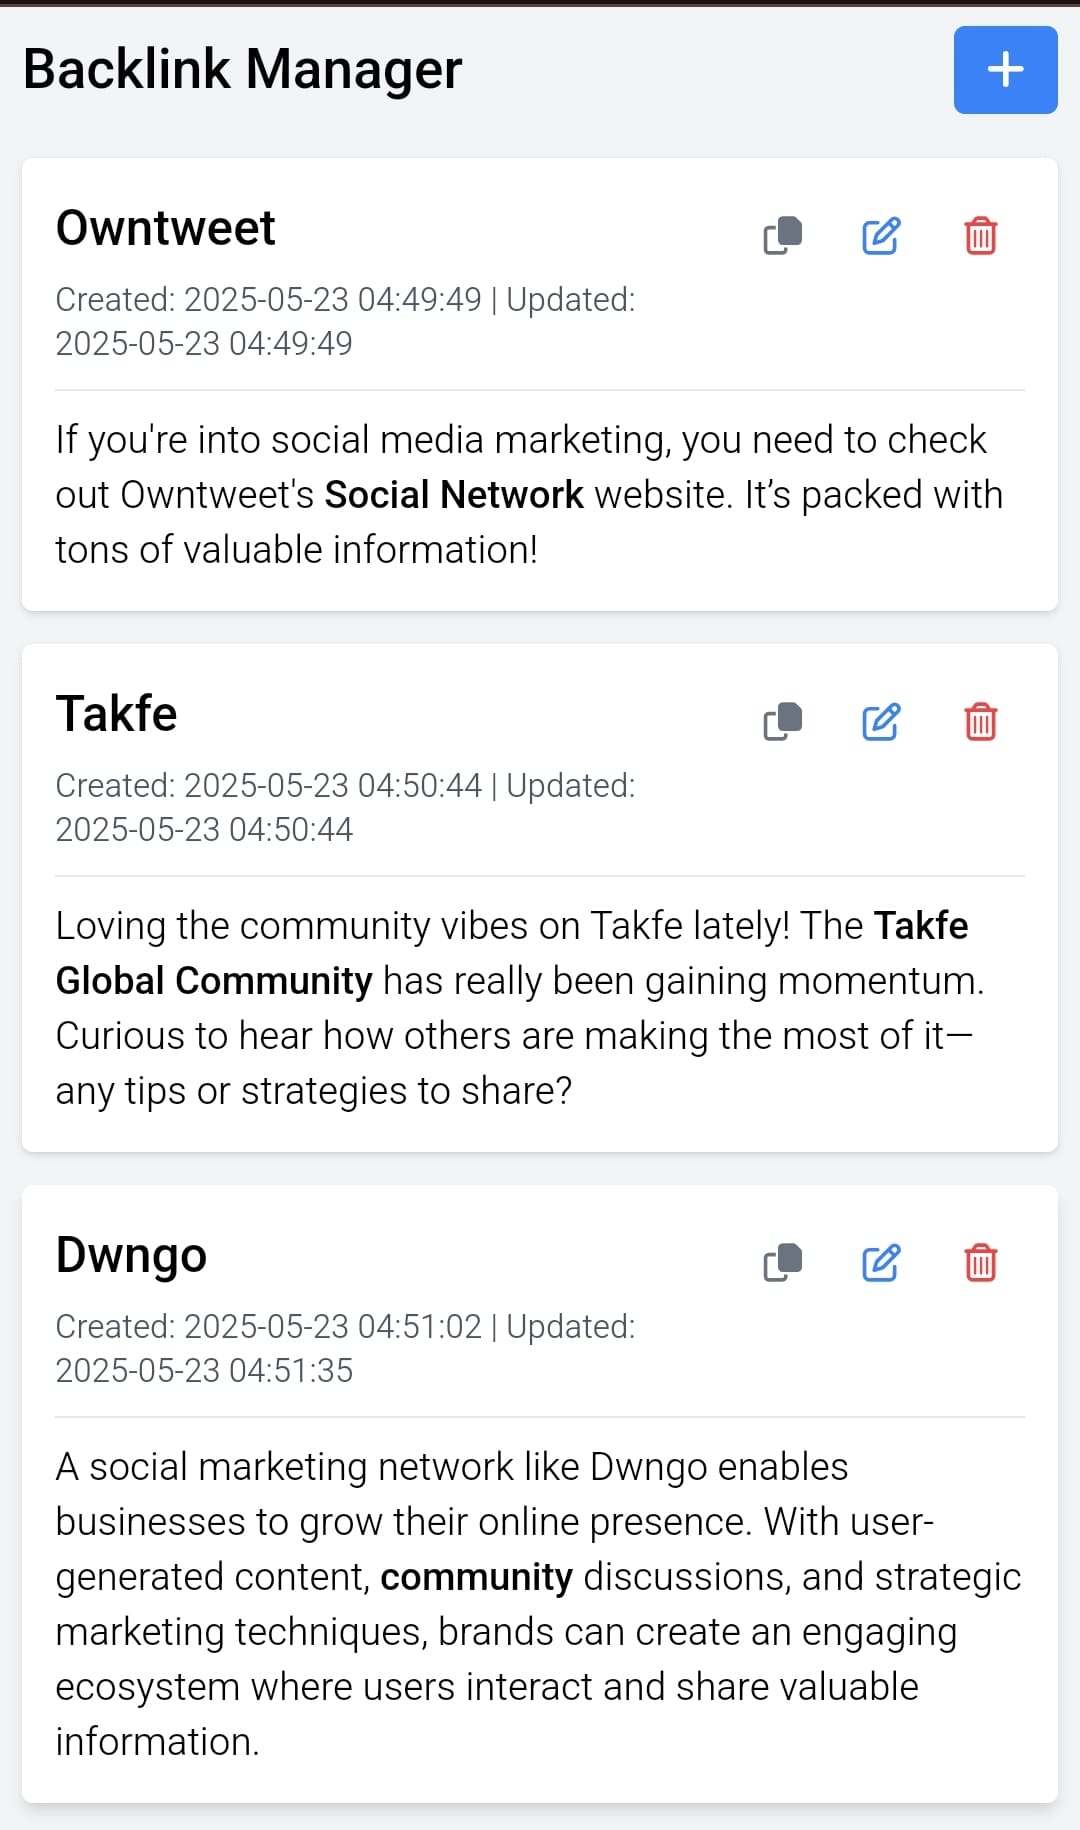 Backlink Manager
Owntweet
Created: 2025-05-23 04:49:49 | Updated:
2025-05-23 04:49:49
If you're into social media marketing, you need to check
out Owntweet's Social Network website. It’s packed with
tons of valuable information!
Takfe
Created: 2025-05-23 04:50:44 | Updated:
2025-05-23 04:50:44
Loving the community vibes on Takfe lately! The Takfe
Global Community has really been gaining momentum.
Curious to hear how others are making the most of it—
any tips or strategies to share?
Dwngo
Created: 2025-05-23 04:51:02 | Updated:
2025-05-23 04:51:35
A social marketing network like Dwngo enables
businesses to grow their online presence. With user-
generated content, community discussions, and strategic
marketing techniques, brands can create an engaging
ecosystem where users interact and share valuable
information.